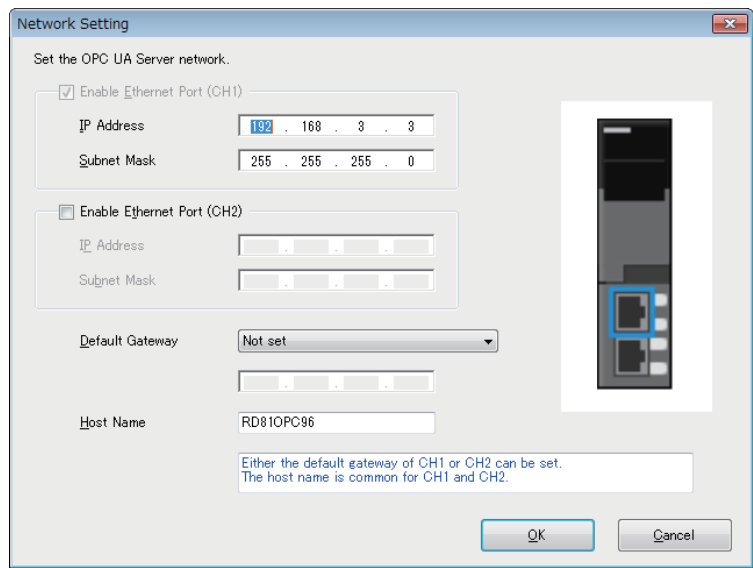 Network Setting
Set the OPC UA Server network.
Enable Ethernet Port (CH1)
IP Address 192 . 168 . 3 . 3
Subnet Mask 255 . 255 . 255 . 0
Enable Ethernet Port (CH2)
IP Address . . .
Subnet Mask . . .
Default Gateway Not set
. . .
Host Name RD81OPC96
Either the default gateway of CH1 or CH2 can be set.
The host name is common for CH1 and CH2.
OK Cancel